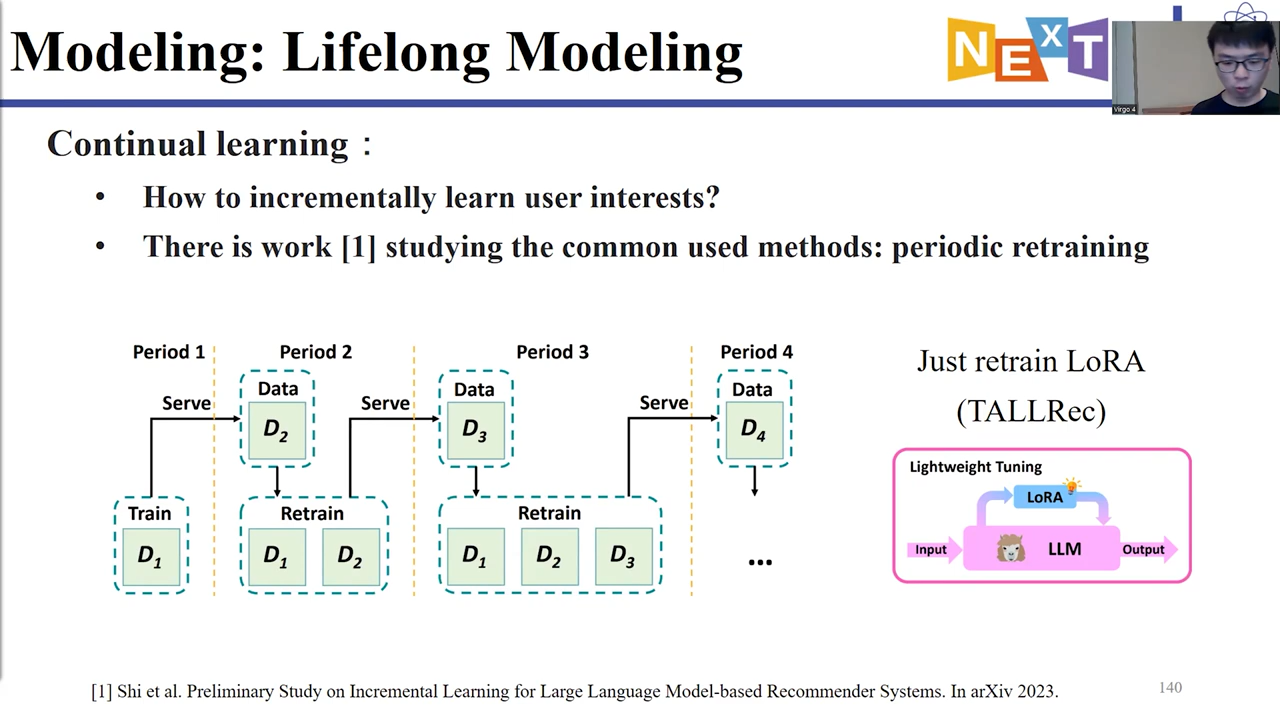 Modeling: Lifelong Modeling
NExT
Virgo 4
Continual learning：
• How to incrementally learn user interests?
• There is work [1] studying the common used methods: periodic retraining
Period 1
Period 2
Period 3
Period 4
Serve
Data
D2
Serve
Data
D3
Serve
Data
D4
Train
D1
Retrain
D1
D2
Retrain
D1
D2
D3
...
Just retrain LoRA
(TALLRec)
Lightweight Tuning
LoRA
Input
LLM
Output
[1] Shi et al. Preliminary Study on Incremental Learning for Large Language Model-based Recommender Systems. In arXiv 2023.
140